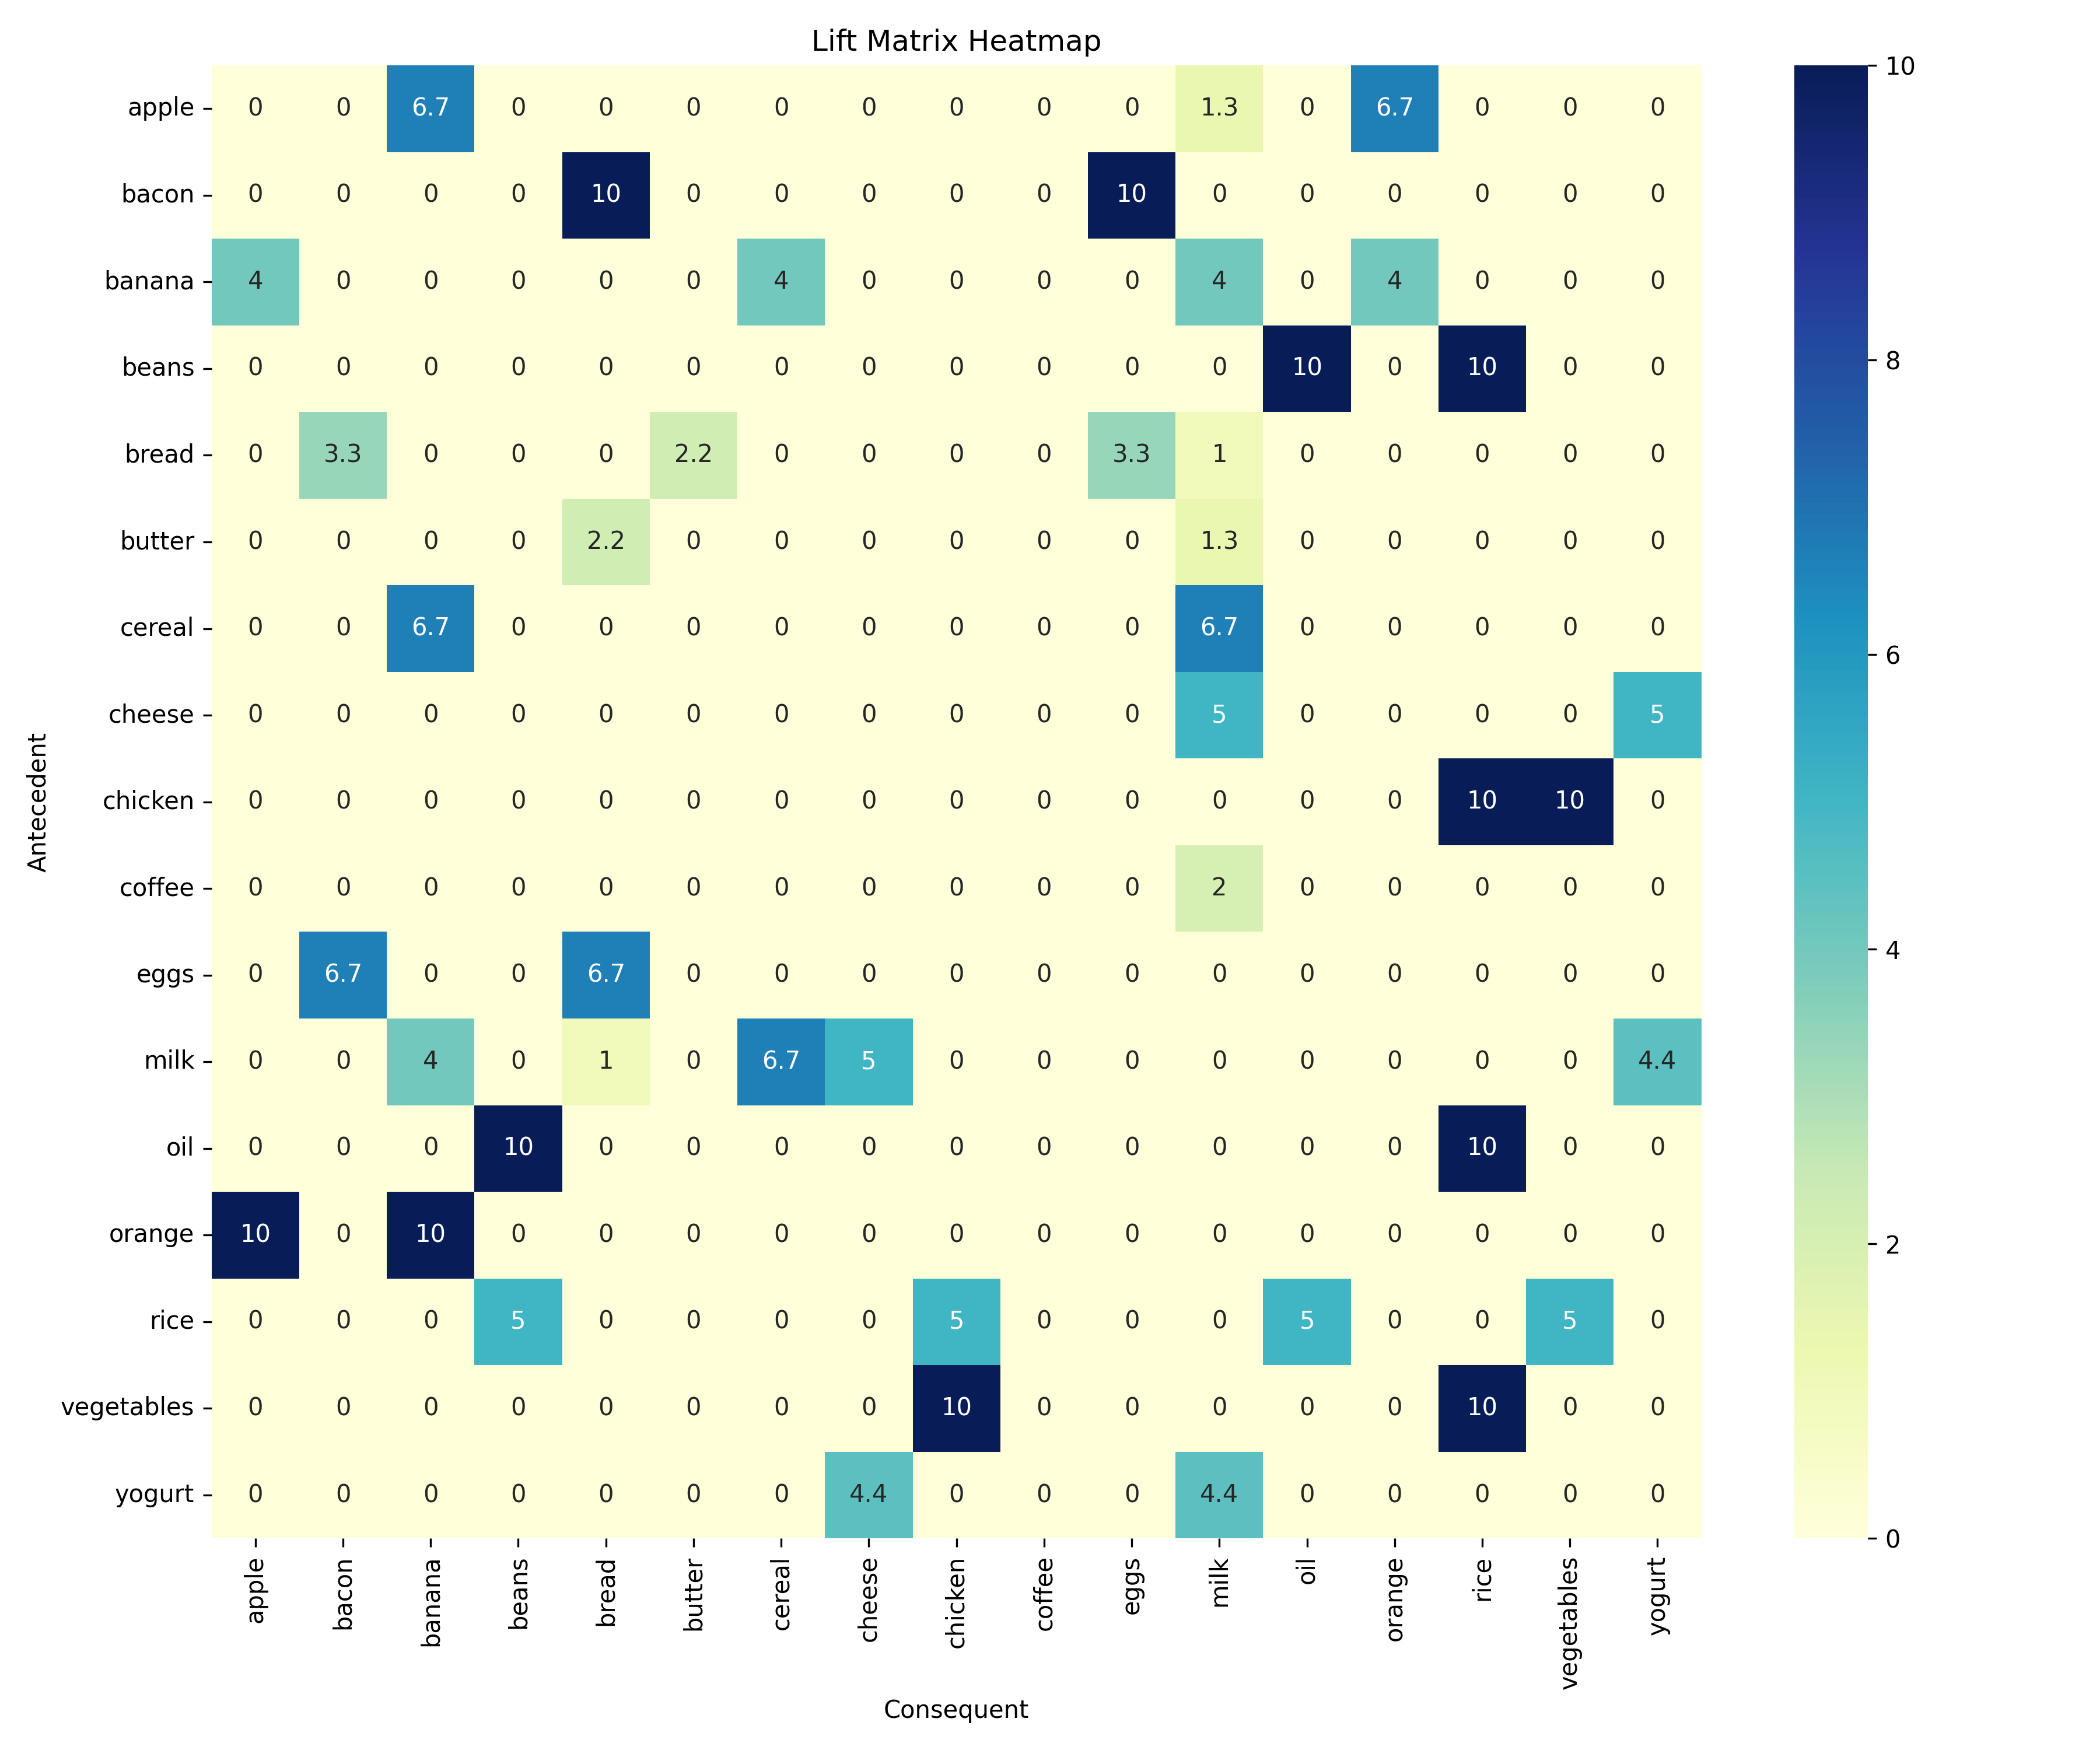 Lift Matrix Heatmap
apple 0 0 6.7 0 0 0 0 0 0 0 0 1.3 0 6.7 0 0 0
bacon 0 0 0 0 10 0 0 0 0 0 10 0 0 0 0 0 0
banana 4 0 0 0 0 0 4 0 0 0 0 4 0 4 0 0 0
beans 0 0 0 0 0 0 0 0 0 0 0 0 10 0 10 0 0
bread 0 3.3 0 0 0 2.2 0 0 0 0 3.3 1 0 0 0 0 0
butter 0 0 0 0 2.2 0 0 0 0 0 0 1.3 0 0 0 0 0
cereal 0 0 6.7 0 0 0 0 0 0 0 0 6.7 0 0 0 0 0
cheese 0 0 0 0 0 0 0 0 0 0 0 5 0 0 0 0 5
chicken 0 0 0 0 0 0 0 0 0 0 0 0 0 0 10 10 0
coffee 0 0 0 0 0 0 0 0 0 0 0 2 0 0 0 0 0
eggs 0 6.7 0 0 6.7 0 0 0 0 0 0 0 0 0 0 0 0
milk 0 0 4 0 1 0 6.7 5 0 0 0 0 0 0 0 0 4.4
oil 0 0 0 10 0 0 0 0 0 0 0 0 0 0 10 0 0
orange 10 0 10 0 0 0 0 0 0 0 0 0 0 0 0 0 0
rice 0 0 0 5 0 0 0 0 5 0 0 0 5 0 0 5 0
vegetables 0 0 0 0 0 0 0 0 10 0 0 0 0 0 10 0 0
yogurt 0 0 0 0 0 0 0 4.4 0 0 0 4.4 0 0 0 0 0
apple bacon banana beans bread butter cereal cheese chicken coffee eggs milk oil orange rice vegetables yogurt
Consequent
Antecedent
10
8
6
4
2
0